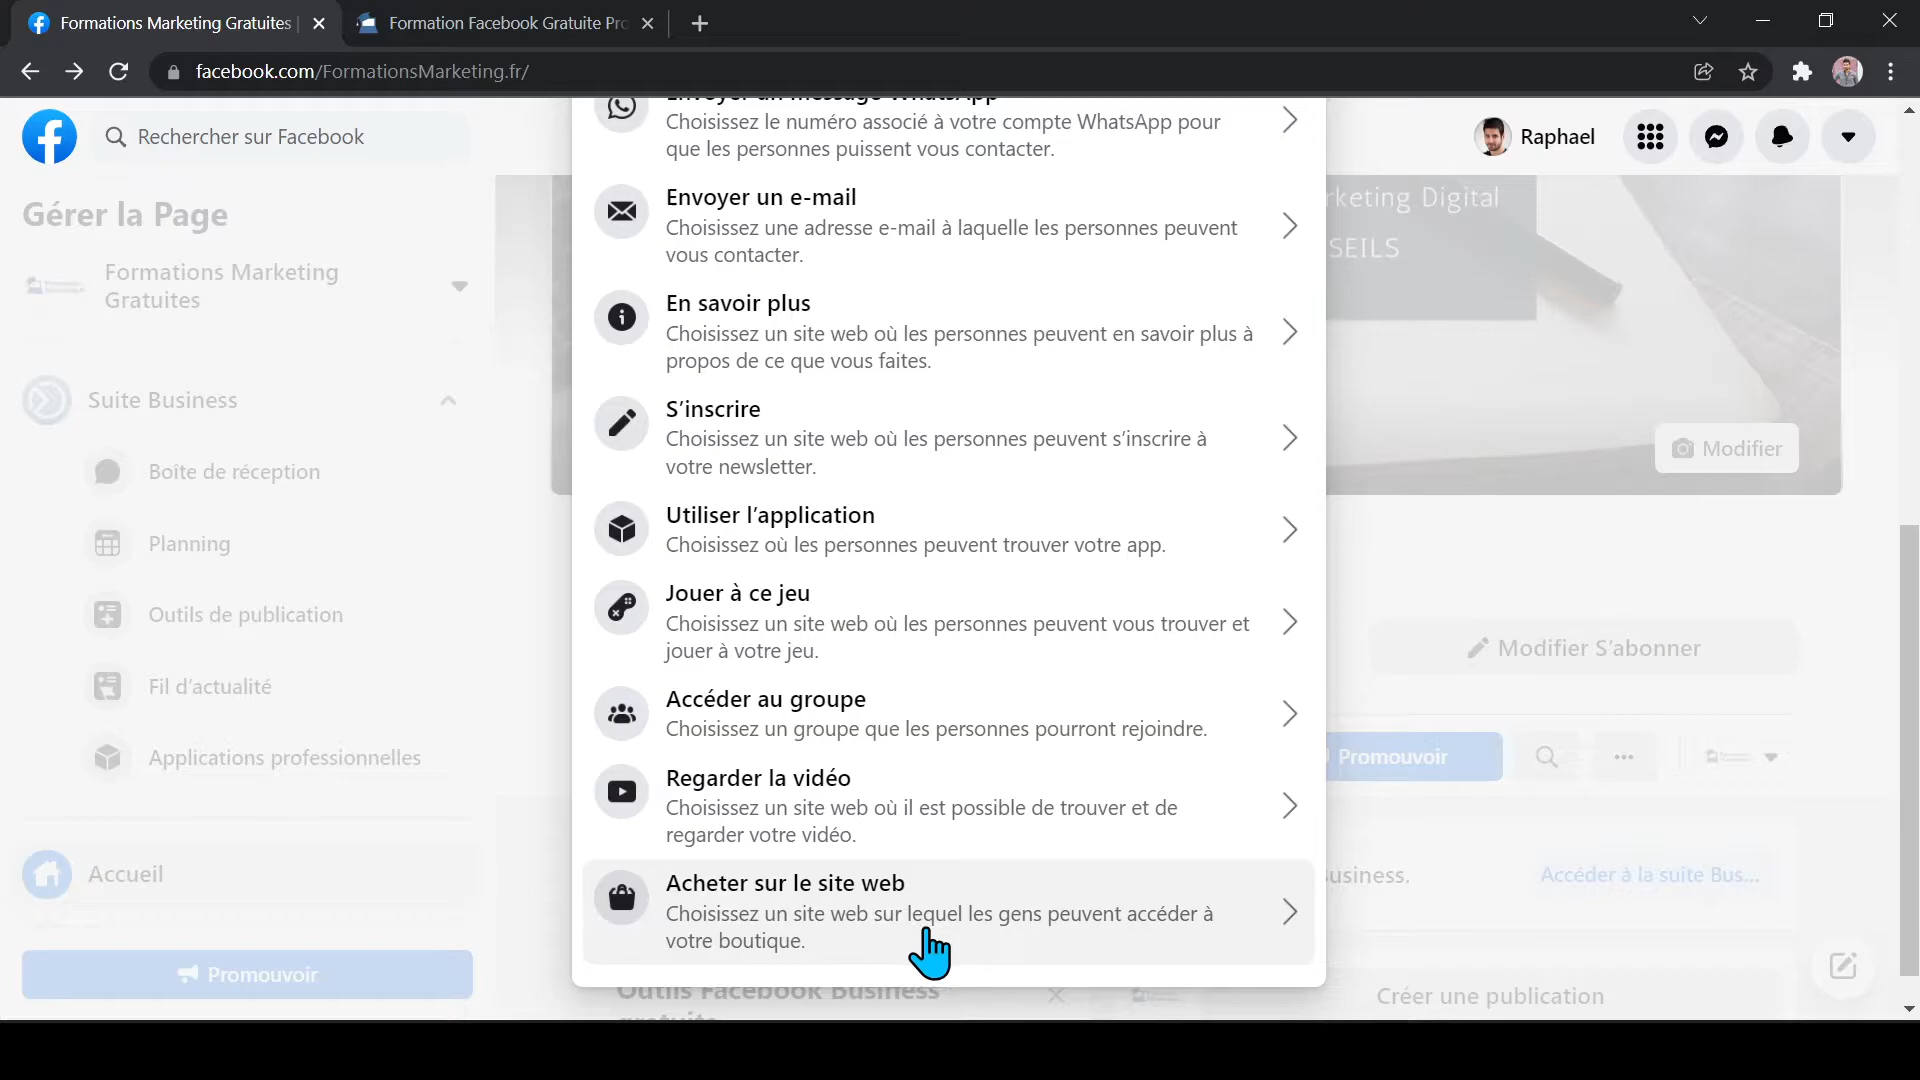 Formations Marketing Gratuites
Formation Facebook Gratuite Pro
facebook.com/FormationsMarketing.fr/
Rechercher sur Facebook
Raphael
Gérer la Page
Formations Marketing
Gratuites
Suite Business
Boîte de réception
Planning
Outils de publication
Fil d'actualité
Applications professionnelles
Accueil
Promouvoir
Envoyer un message WhatsApp
Choisissez le numéro associé à votre compte WhatsApp pour
que les personnes puissent vous contacter.
Envoyer un e-mail
Choisissez une adresse e-mail à laquelle les personnes peuvent
vous contacter.
En savoir plus
Choisissez un site web où les personnes peuvent en savoir plus à
propos de ce que vous faites.
S'inscrire
Choisissez un site web où les personnes peuvent s'inscrire à
votre newsletter.
Utiliser l'application
Choisissez où les personnes peuvent trouver votre app.
Jouer à ce jeu
Choisissez un site web où les personnes peuvent vous trouver et
jouer à votre jeu.
Accéder au groupe
Choisissez un groupe que les personnes pourront rejoindre.
Regarder la vidéo
Choisissez un site web où il est possible de trouver et de
regarder votre vidéo.
Acheter sur le site web
Choisissez un site web sur lequel les gens peuvent accéder à
votre boutique.
Outils Facebook Business
gratuits
rketing Digital
SEILS
Modifier
Modifier S'abonner
Promouvoir
usiness.
Accéder à la suite Bus...
Créer une publication